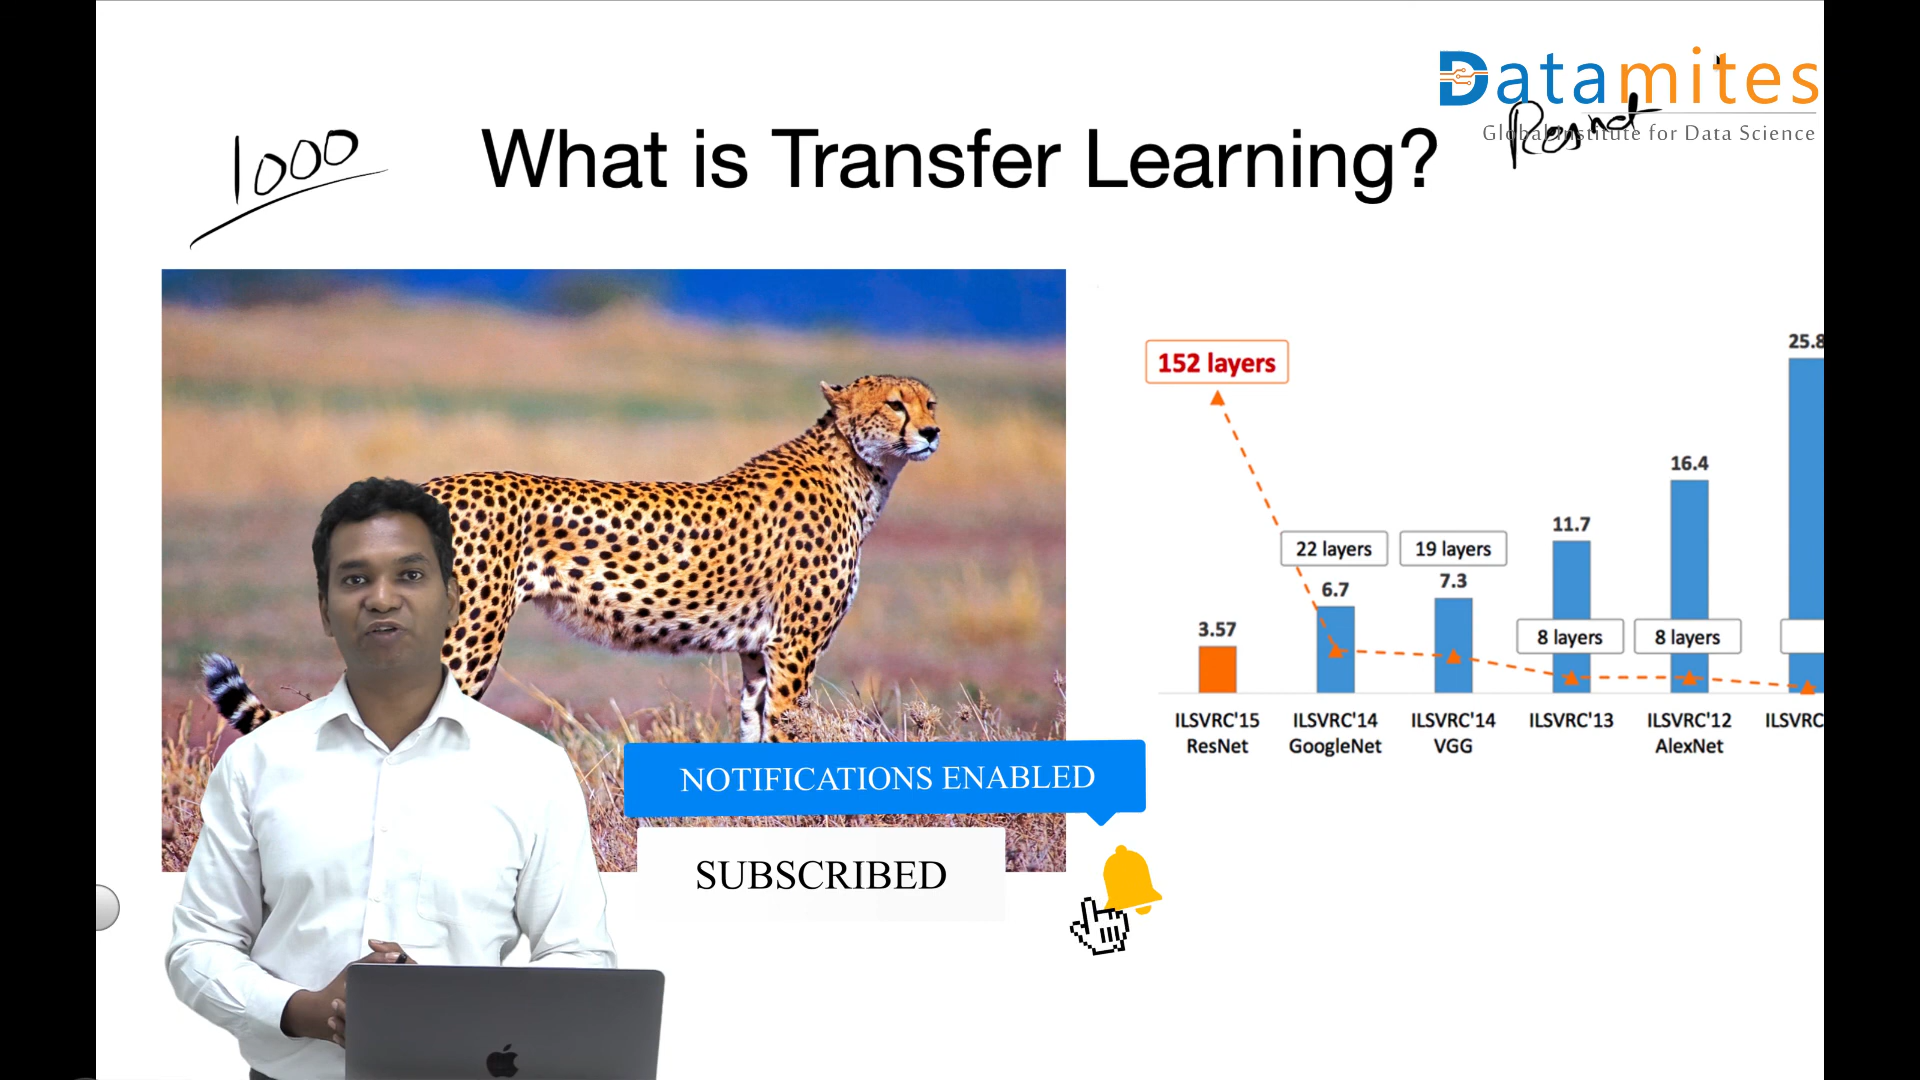 Datamites
Global Institute for Data Science
Resnet
1000
What is Transfer Learning?
152 layers
25.8
16.4
11.7
22 layers
19 layers
6.7
7.3
3.57
8 layers
8 layers
ILSVRC'15
ResNet
ILSVRC'14
GoogleNet
ILSVRC'14
VGG
ILSVRC'13
ILSVRC'12
AlexNet
ILSVRC
NOTIFICATIONS ENABLED
SUBSCRIBED